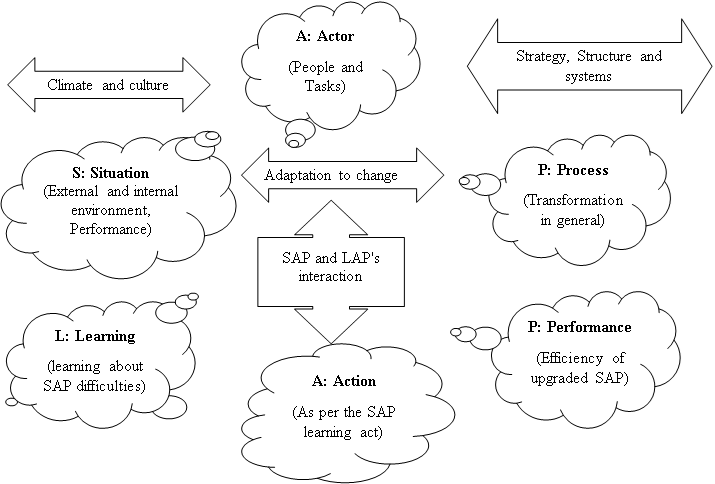 A: Actor
(People and
Tasks)
Strategy, Structure and
systems
Climate and culture
S: Situation
(External and internal
environment,
Performance)
Adaptation to change
P: Process
(Transformation
in general)
SAP and LAP's
interaction
L: Learning
(learning about
SAP difficulties)
P: Performance
(Efficiency of
upgraded SAP)
A: Action
(As per the SAP
learning act)